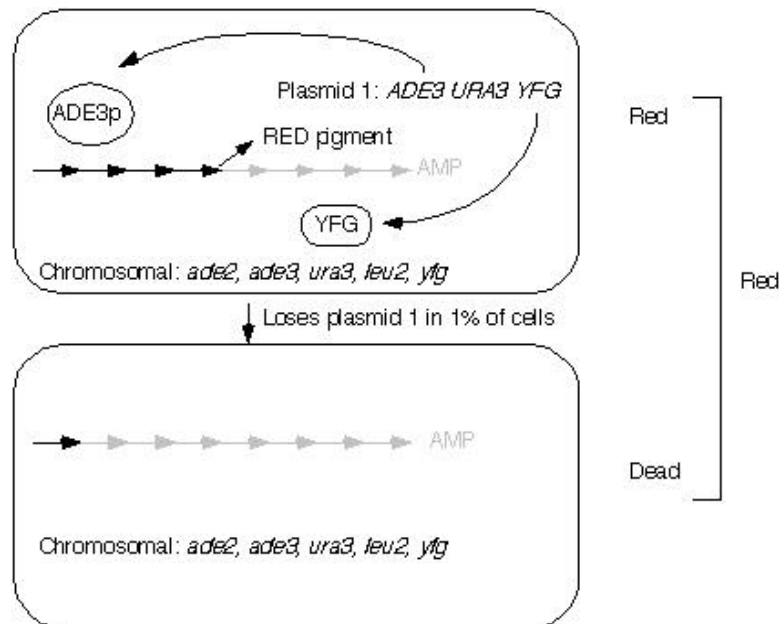 Plasmid 1: ADE3 URA3 YFG
ADE3p
Red
RED pigment
AMP
YFG
Chromosomal: ade2, ade3, ura3, leu2, yfg
Red
Loses plasmid 1 in 1% of cells
AMP
Dead
Chromosomal: ade2, ade3, ura3, leu2, yfg